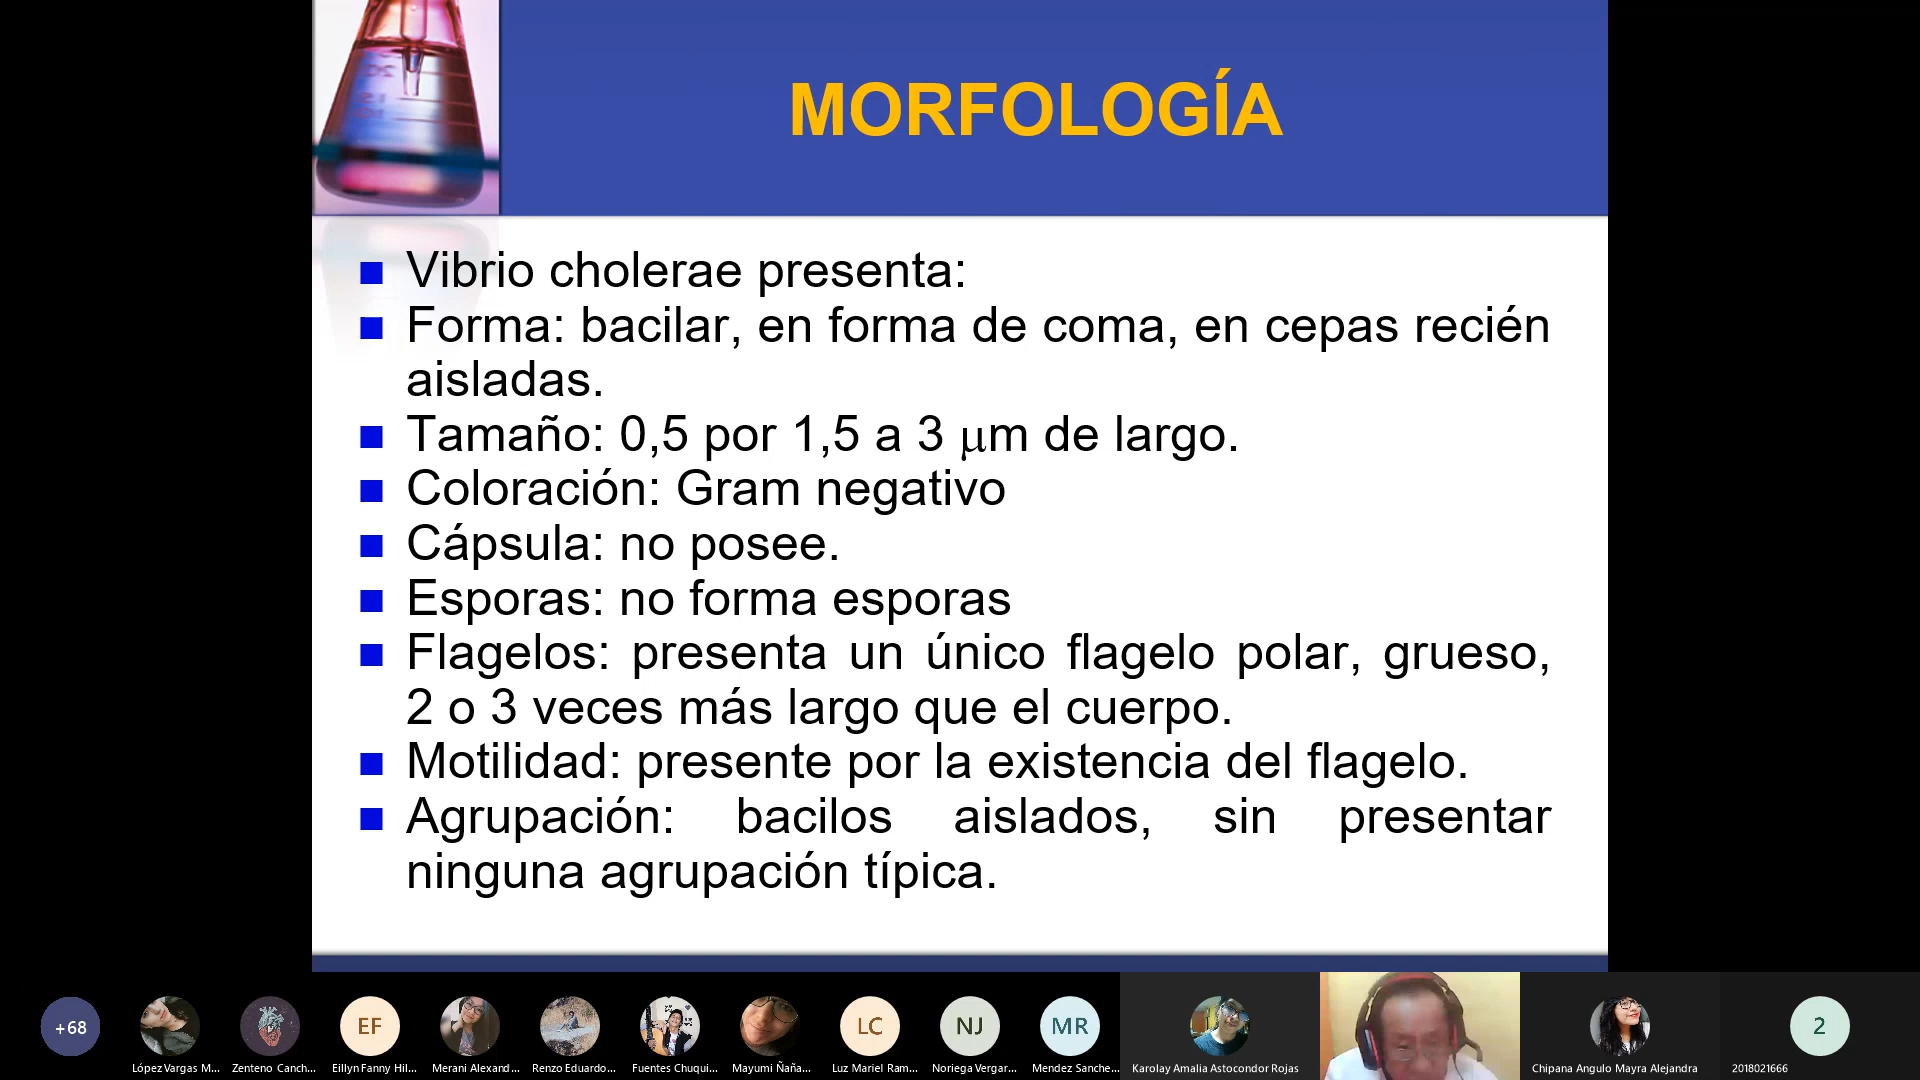 MORFOLOGÍA
Vibrio cholerae presenta:
Forma: bacilar, en forma de coma, en cepas recién
aisladas.
Tamaño: 0,5 por 1,5 a 3 μm de largo.
Coloración: Gram negativo
Cápsula: no posee.
Esporas: no forma esporas
Flagelos: presenta un único flagelo polar, grueso,
2 o 3 veces más largo que el cuerpo.
Motilidad: presente por la existencia del flagelo.
Agrupación: bacilos aislados, sin presentar
ninguna agrupación típica.
+68
EF
LC
NJ
MR
2
López Vargas M...
Zenteno Canch...
Eillyn Fanny Hil...
Merani Alexand...
Renzo Eduardo...
Fuentes Chuqui...
Mayumi Ñaña...
Luz Mariel Ram...
Noriega Vergar...
Mendez Sanche...
Karolay Amalia Astocondor Rojas
Chipana Angulo Mayra Alejandra
2018021666